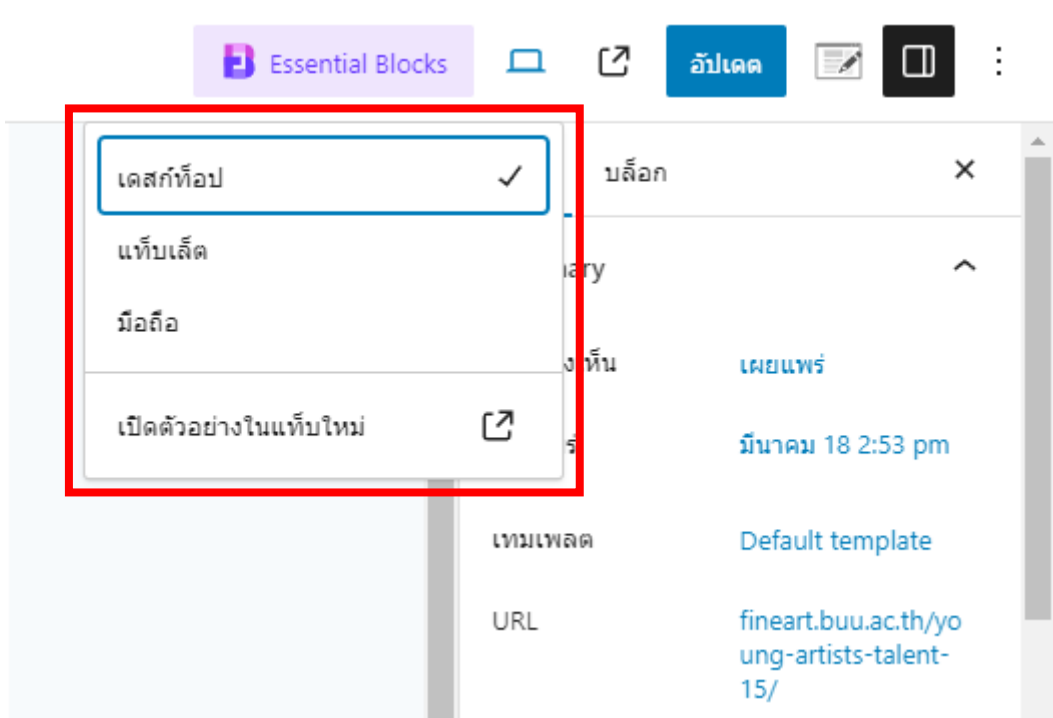 Essential Blocks
อัปเดต
เดสก์ท็อป
บล็อก
แท็บเล็ต
มือถือ
เผยแพร่
เปิดตัวอย่างในแท็บใหม่
มีนาคม 18 2:53 pm
เทมเพลต
Default template
URL
fineart.buu.ac.th/yo
ung-artists-talent-
15/